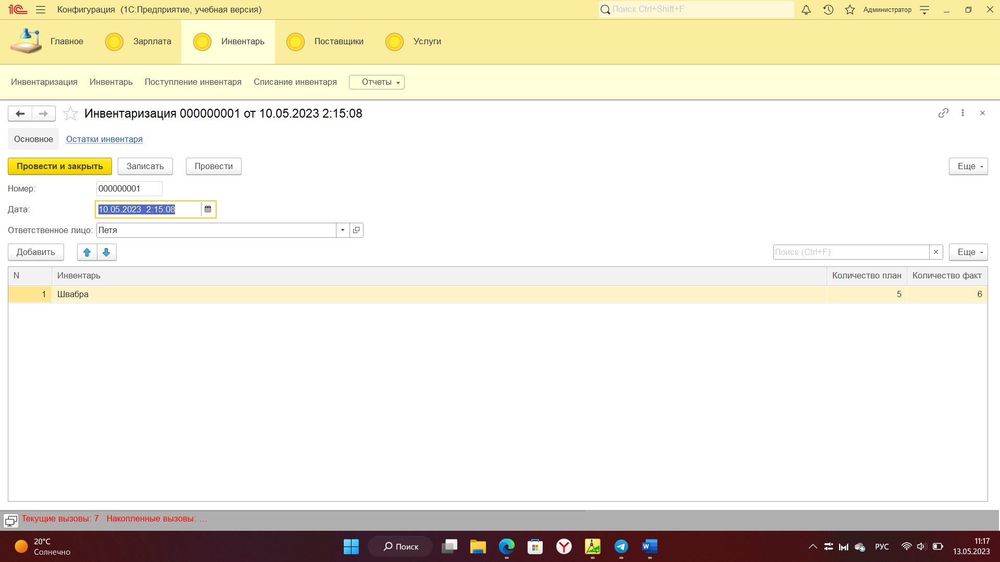 Конфигурация (1С:Предприятие, учебная версия)
Поиск Ctrl+Shift+F
Администратор
Главное
Зарплата
Инвентарь
Поставщики
Услуги
Инвентаризация
Инвентарь
Поступление инвентаря
Списание инвентаря
Отчеты
Инвентаризация 000000001 от 10.05.2023 2:15:08
Основное
Остатки инвентаря
Провести и закрыть
Записать
Провести
Еще
Номер: 000000001
Дата: 10.05.2023 2:15:08
Ответственное лицо: Петя
Добавить
Поиск (Ctrl+F)
Еще
N Инвентарь Количество план Количество факт
1 Швабра 5 6
Текущие вызовы: 7 Накопленные вызовы: ...
20°C
Солнечно
Поиск
РУС
11:17
13.05.2023